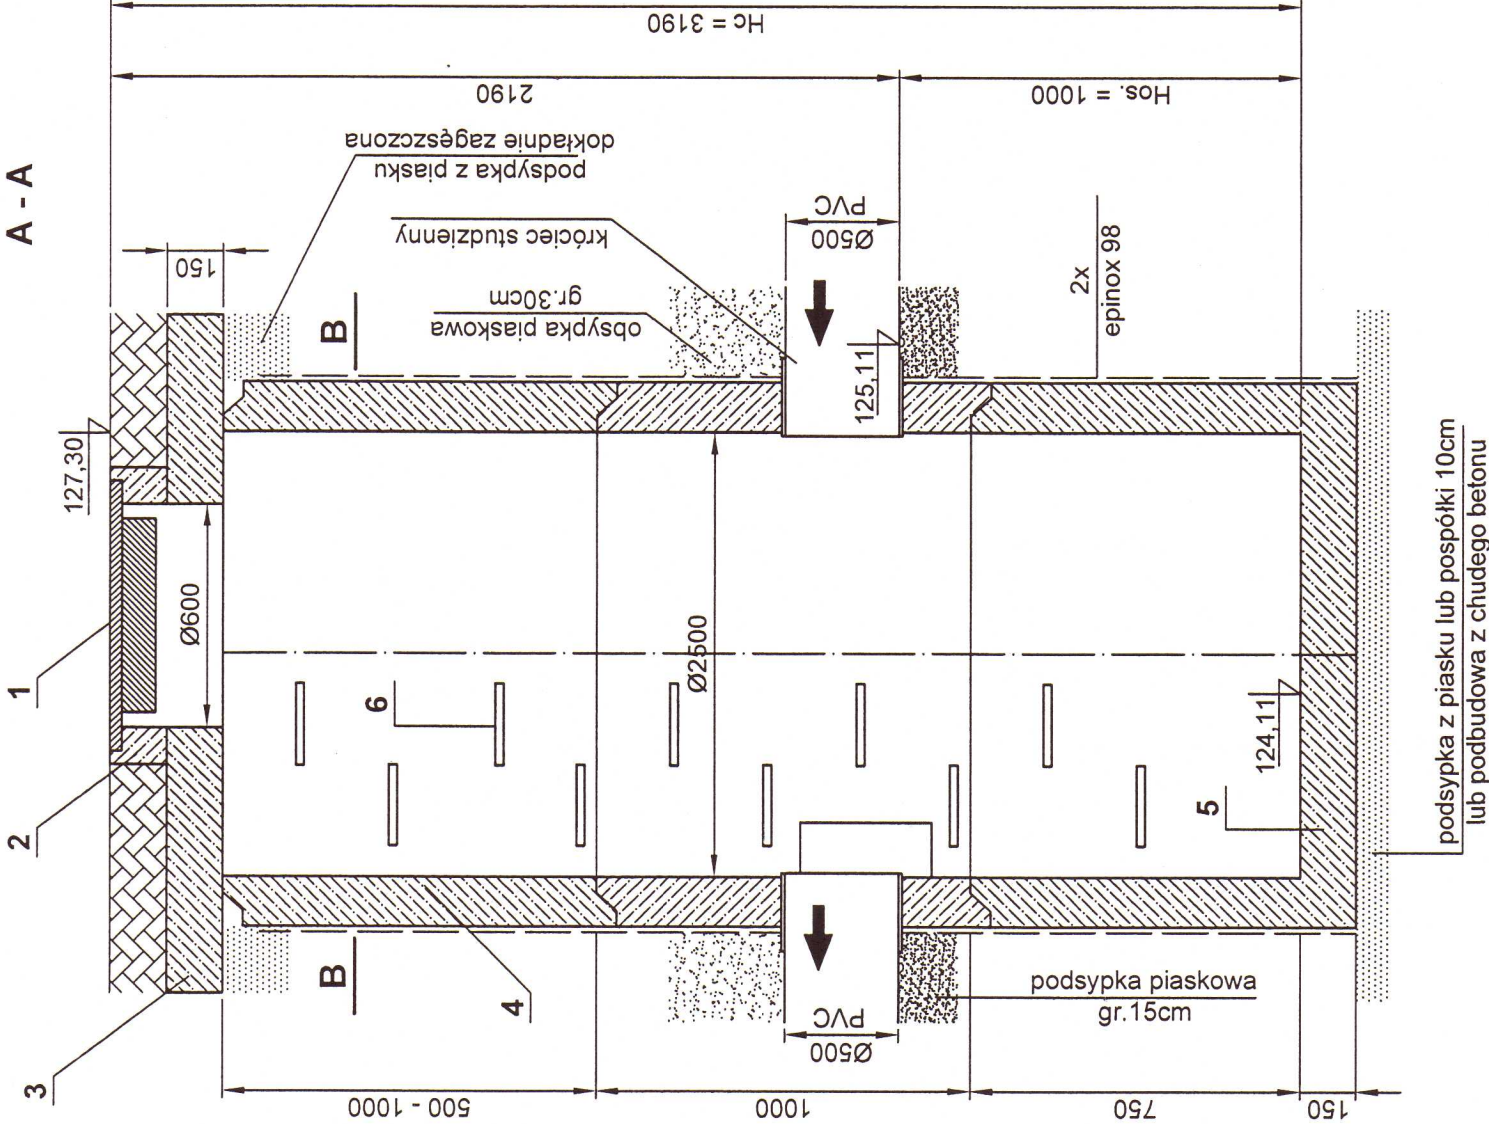 A - A
Hc = 3190
2190
Hos. = 1000
podsypka z piasku
dokładnie zagęszczona
150
króciec studzienny
Ø500
PVC
obsypka piaskowa
gr.30cm
B
2x
epinox 98
127,30
125,11
1
Ø600
6
Ø2500
124,11
2
5
podsypka z piasku lub pospółki 10cm
lub podbudowa z chudego betonu
B
4
3
podsypka piaskowa
gr.15cm
Ø500
PVC
500 - 1000
1000
750
150